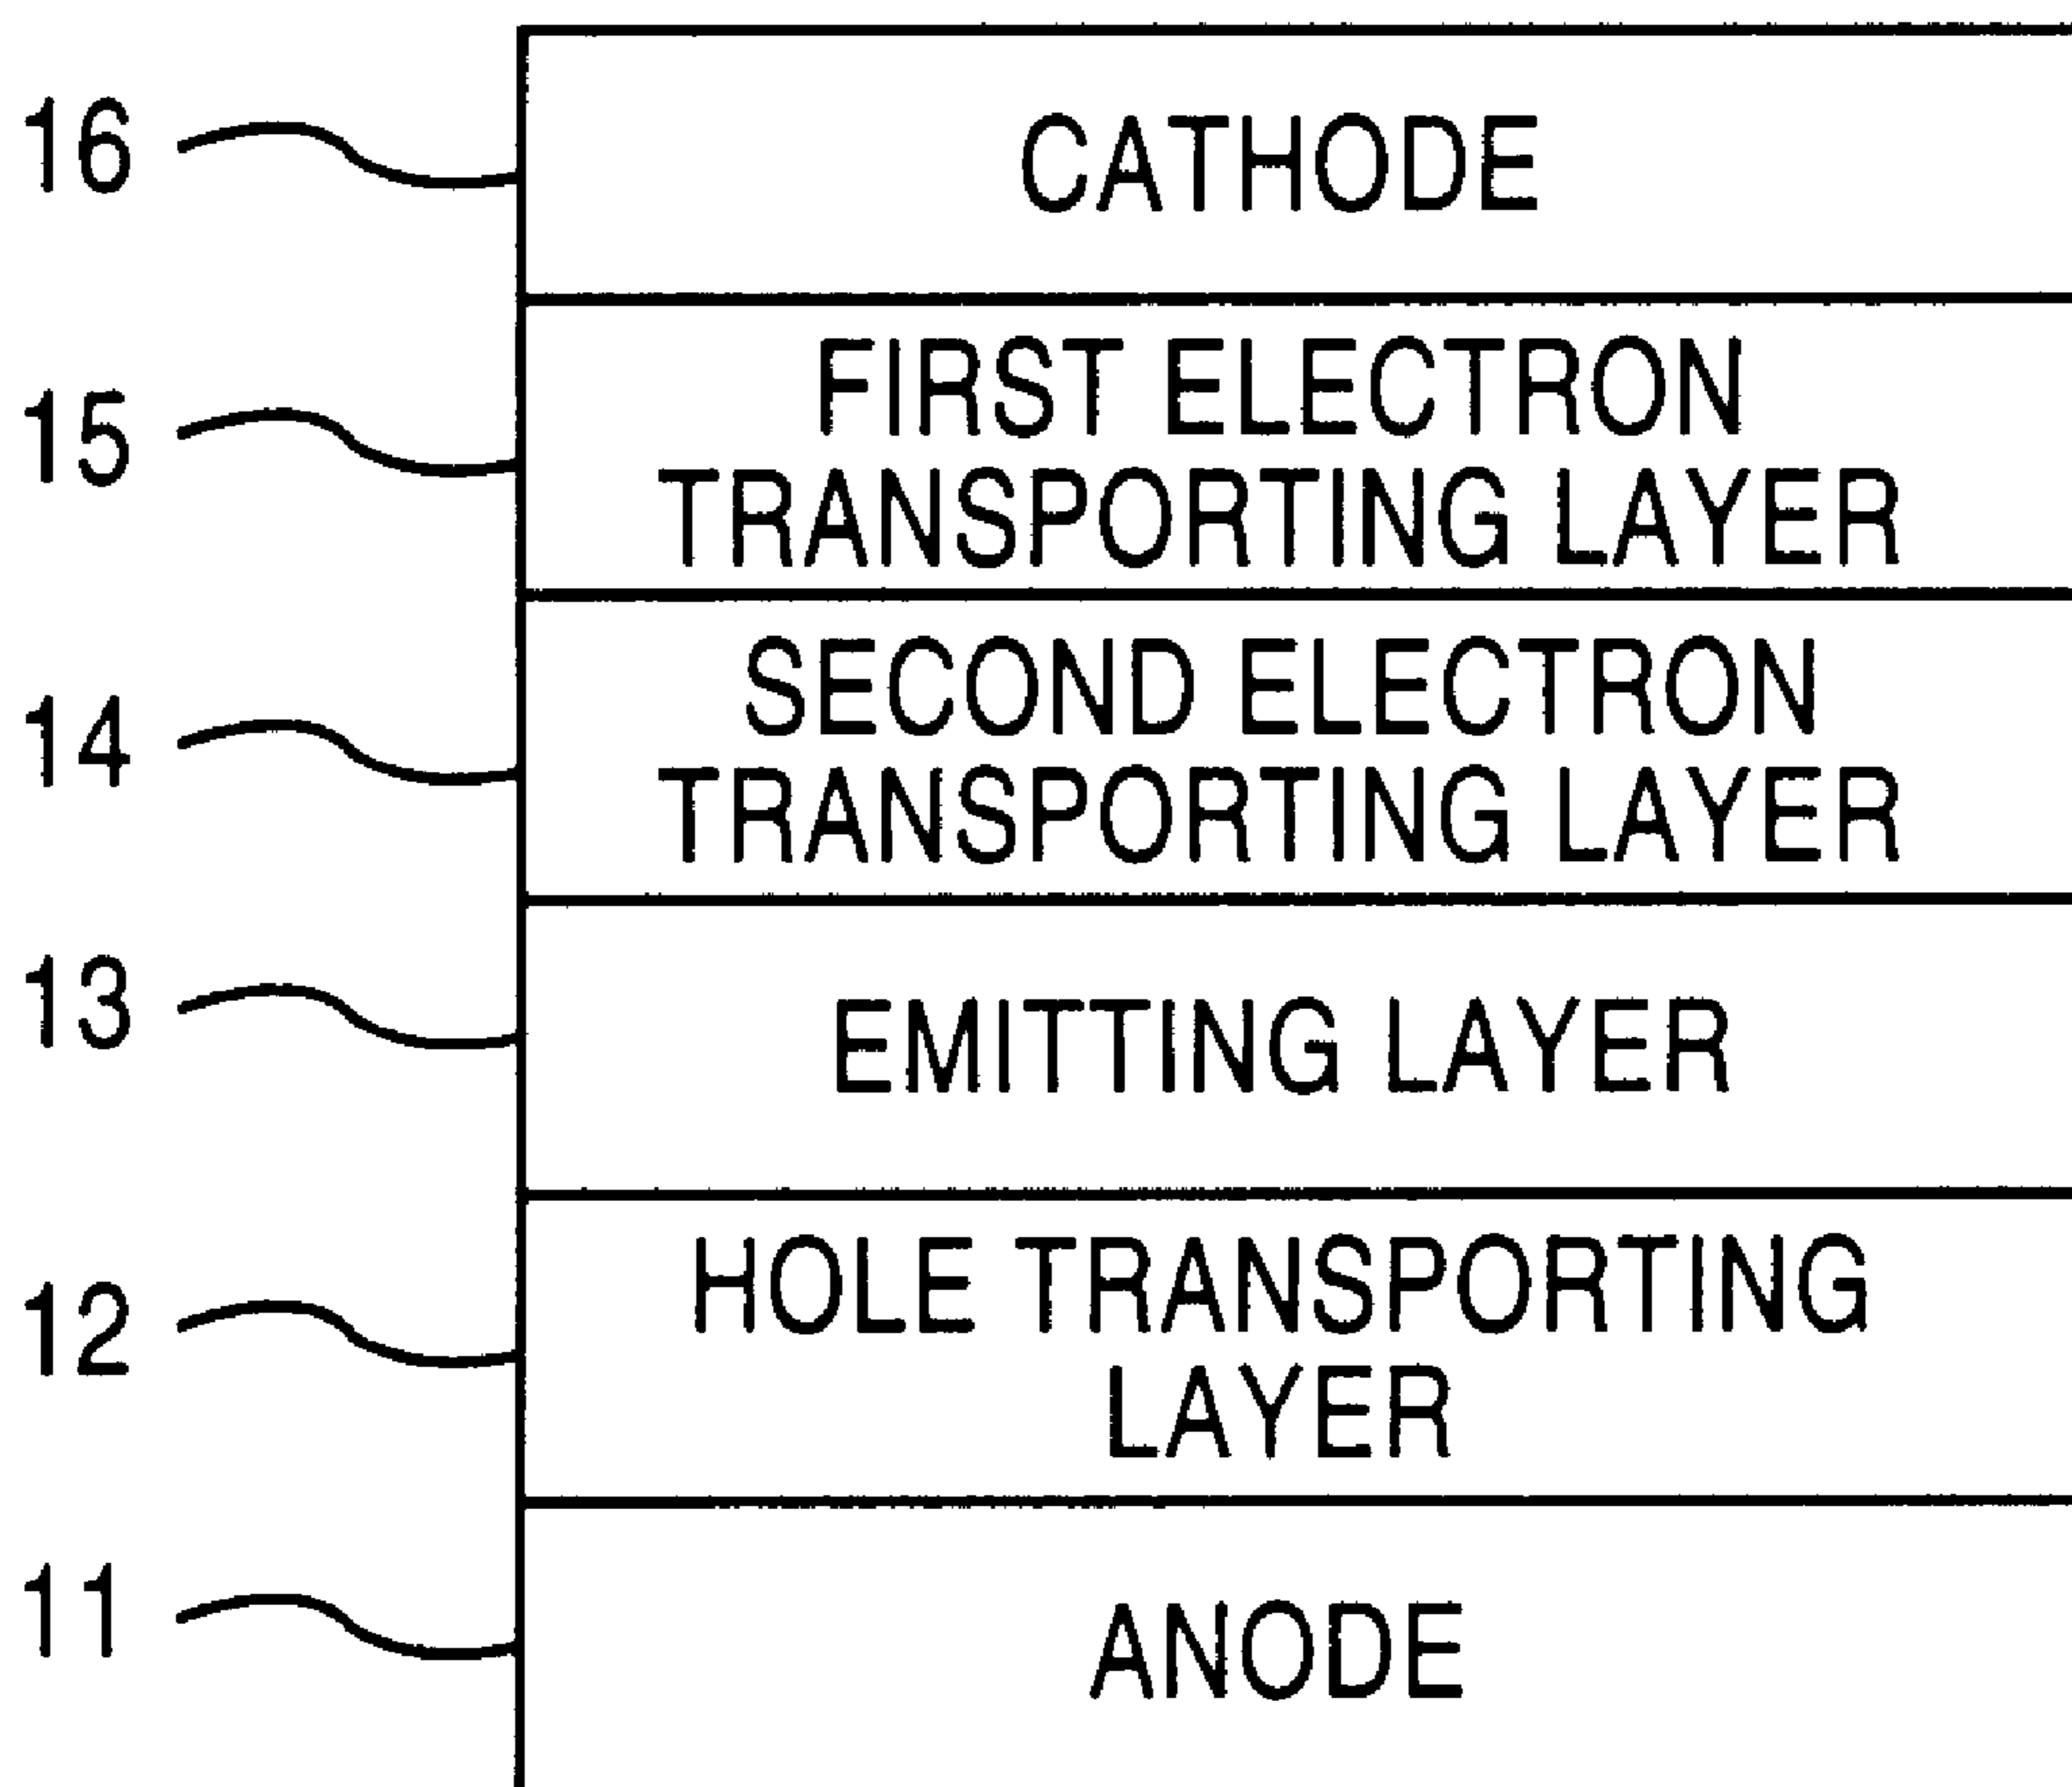 16
CATHODE
15
FIRST ELECTRON
TRANSPORTING LAYER
14
SECOND ELECTRON
TRANSPORTING LAYER
13
EMITTING LAYER
12
HOLE TRANSPORTING
LAYER
11
ANODE